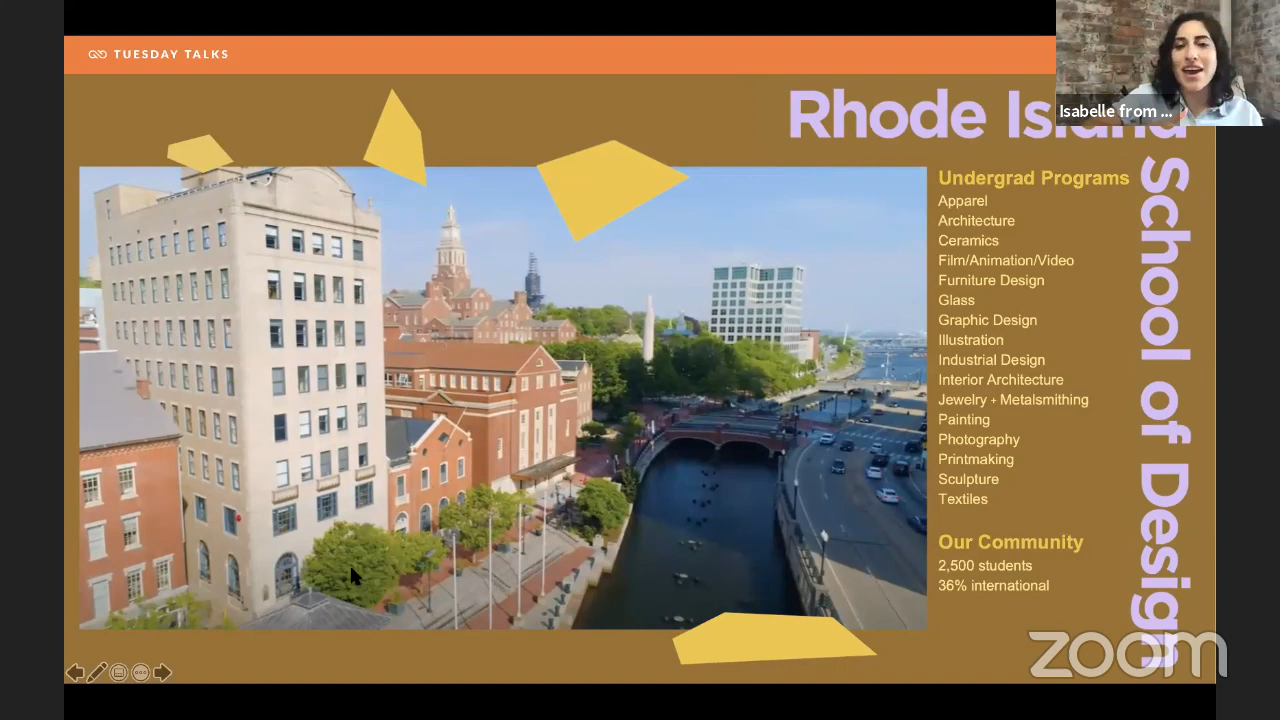 TUESDAY TALKS
Isabelle from ...
Rhode Island
School of Design
Undergrad Programs
Apparel
Architecture
Ceramics
Film/Animation/Video
Furniture Design
Glass
Graphic Design
Illustration
Industrial Design
Interior Architecture
Jewelry + Metalsmithing
Painting
Photography
Printmaking
Sculpture
Textiles
Our Community
2,500 students
36% international
zoom